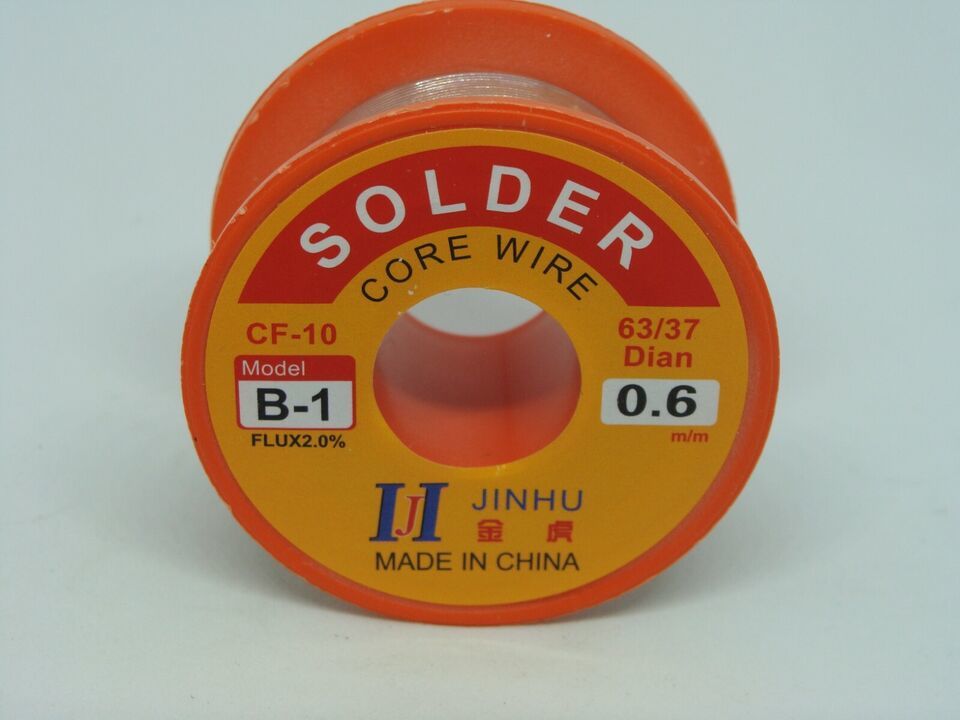 SOLDER
CORE WIRE
CF-10
63/37
Dian
Model
B-1
0.6
FLUX2.0%
m/m
IJI JINHU
金虎
MADE IN CHINA